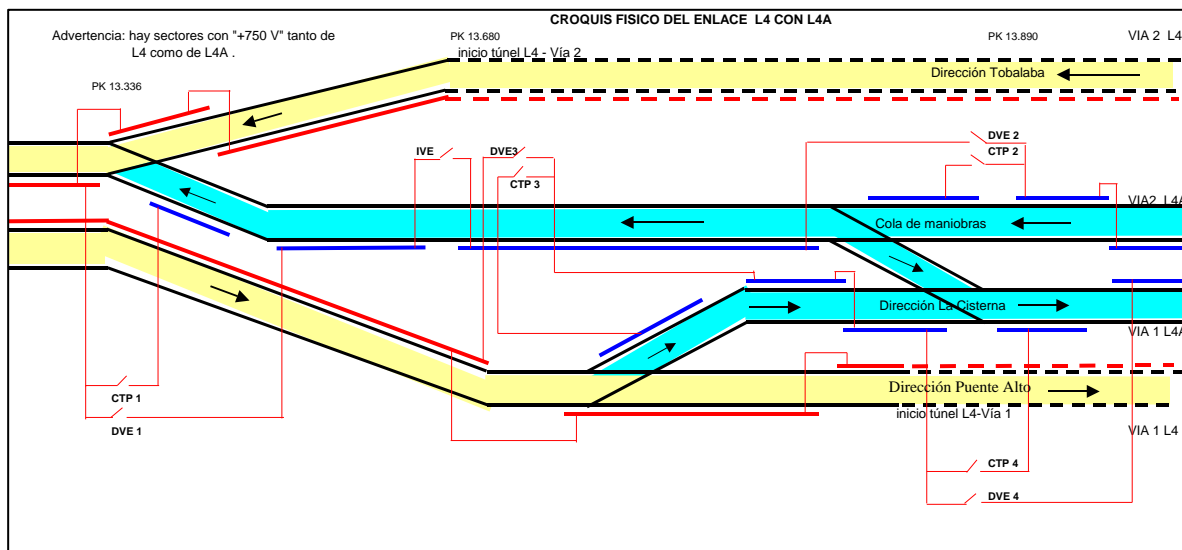 CROQUIS FISICO DEL ENLACE L4 CON L4A
Advertencia: hay sectores con "+750 V" tanto de
L4 como de L4A .
PK 13.680
PK 13.890
VIA 2 L4
inicio túnel L4 - Vía 2
Dirección Tobalaba
PK 13.336
DVE 2
IVE
DVE3
CTP 2
CTP 3
VIA2 L4A
Cola de maniobras
Dirección La Cisterna
VIA 1 L4A
CTP 1
Dirección Puente Alto
inicio túnel L4-Vía 1
DVE 1
VIA 1 L4
CTP 4
DVE 4